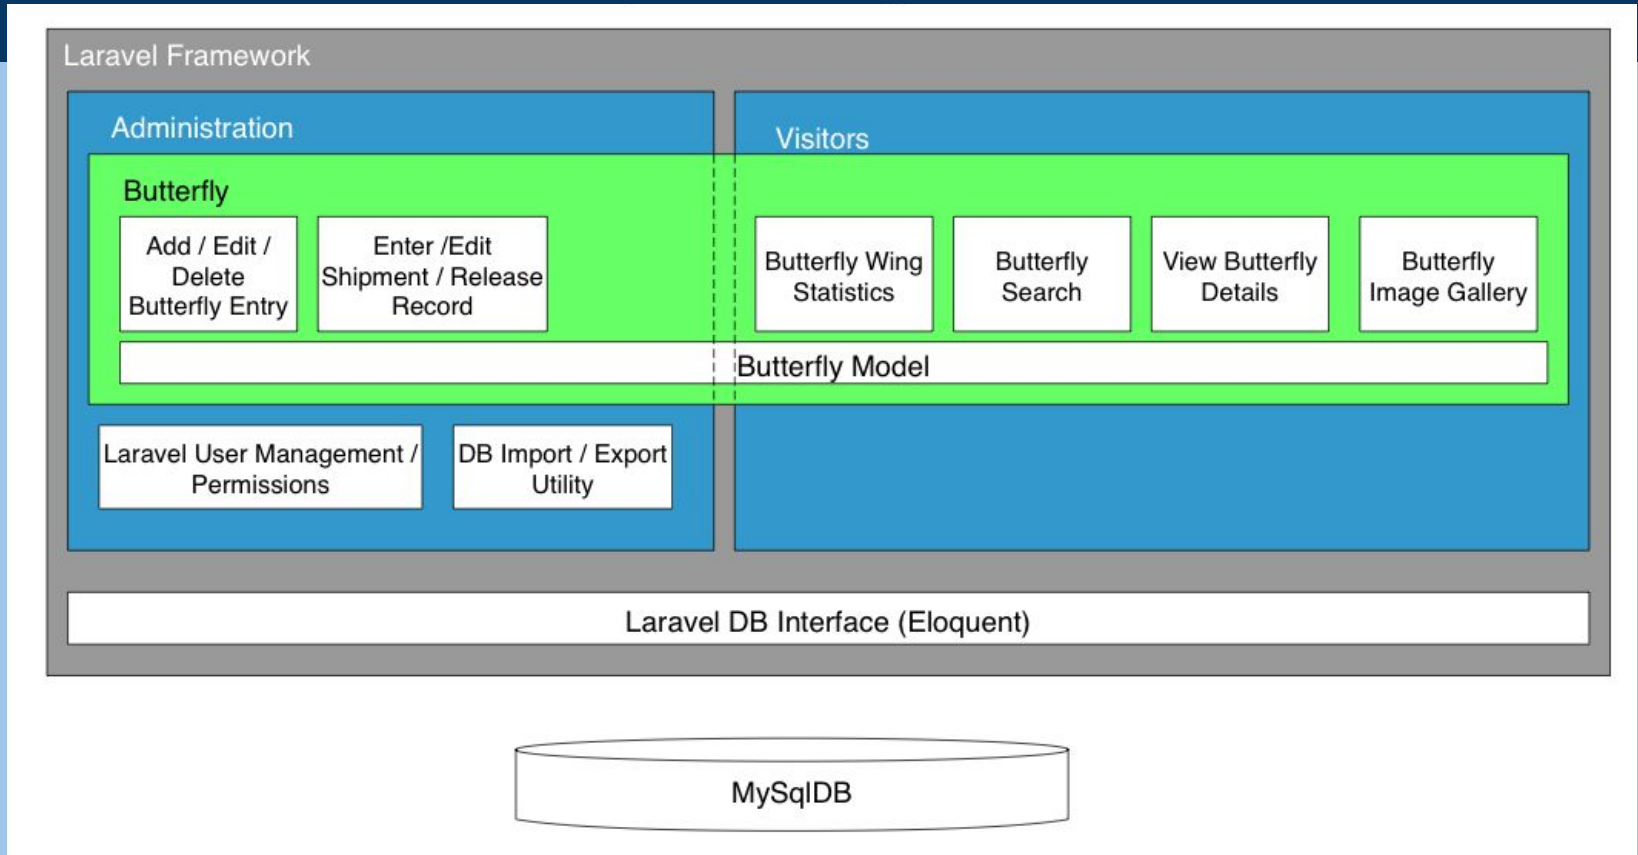 Laravel Framework
Administration
Visitors
Butterfly
Add / Edit /
Delete
Butterfly Entry
Enter /Edit
Shipment / Release
Record
Butterfly Wing
Statistics
Butterfly
Search
View Butterfly
Details
Butterfly
Image Gallery
Butterfly Model
Laravel User Management /
Permissions
DB Import / Export
Utility
Laravel DB Interface (Eloquent)
MySqlDB